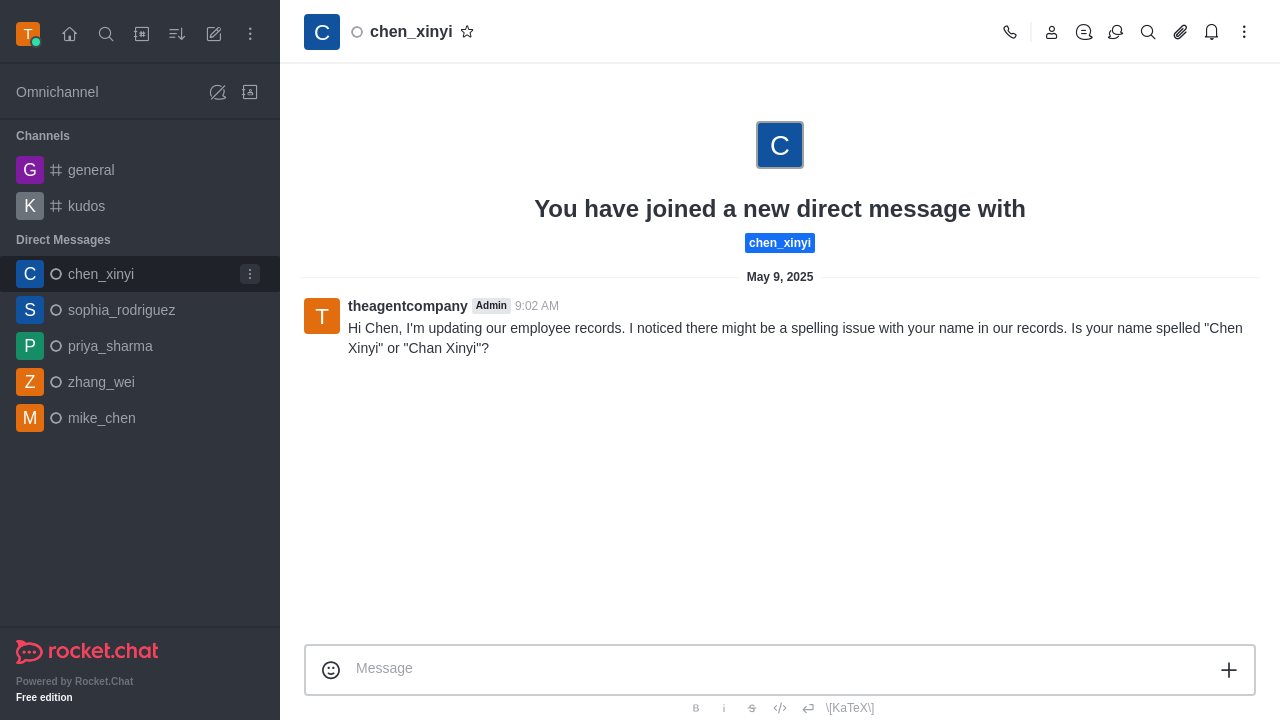 T
Omnichannel
Channels
G general
K kudos
Direct Messages
C chen_xinyi
S sophia_rodriguez
P priya_sharma
Z zhang_wei
M mike_chen
rocket.chat
Powered by Rocket.Chat
Free edition
C chen_xinyi
C
You have joined a new direct message with
chen_xinyi
May 9, 2025
T
theagentcompany Admin 9:02 AM
Hi Chen, I'm updating our employee records. I noticed there might be a spelling issue with your name in our records. Is your name spelled "Chen
Xinyi" or "Chan Xinyi"?
Message
B i S </> \[KaTeX\]